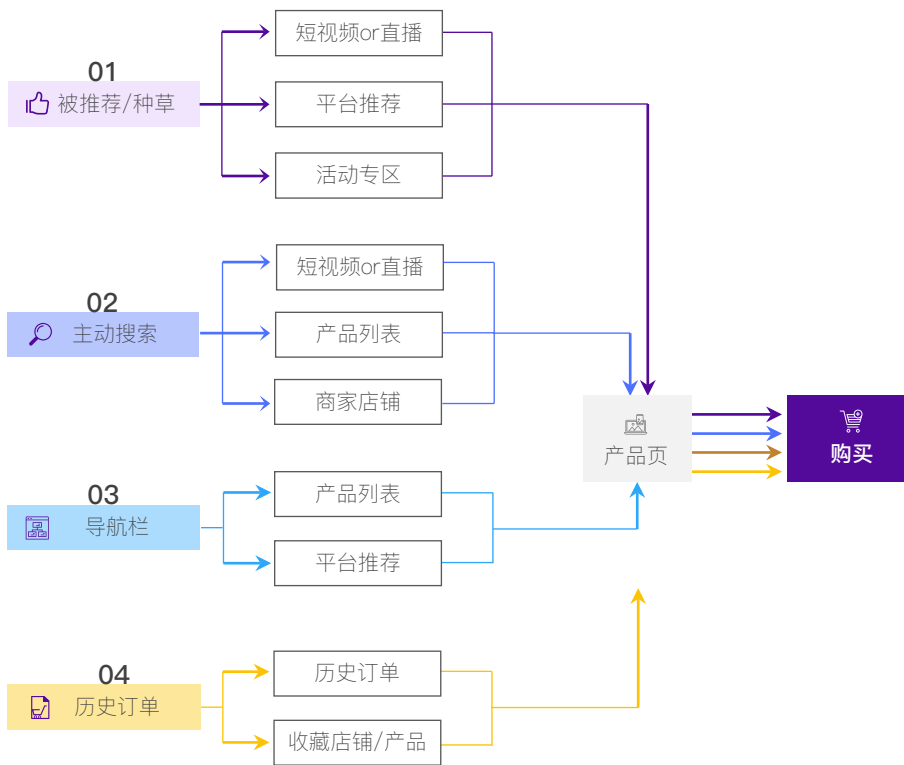 01
被推荐/种草
短视频or直播
平台推荐
活动专区
02
主动搜索
短视频or直播
产品列表
商家店铺
产品页
购买
03
导航栏
产品列表
平台推荐
04
历史订单
历史订单
收藏店铺/产品